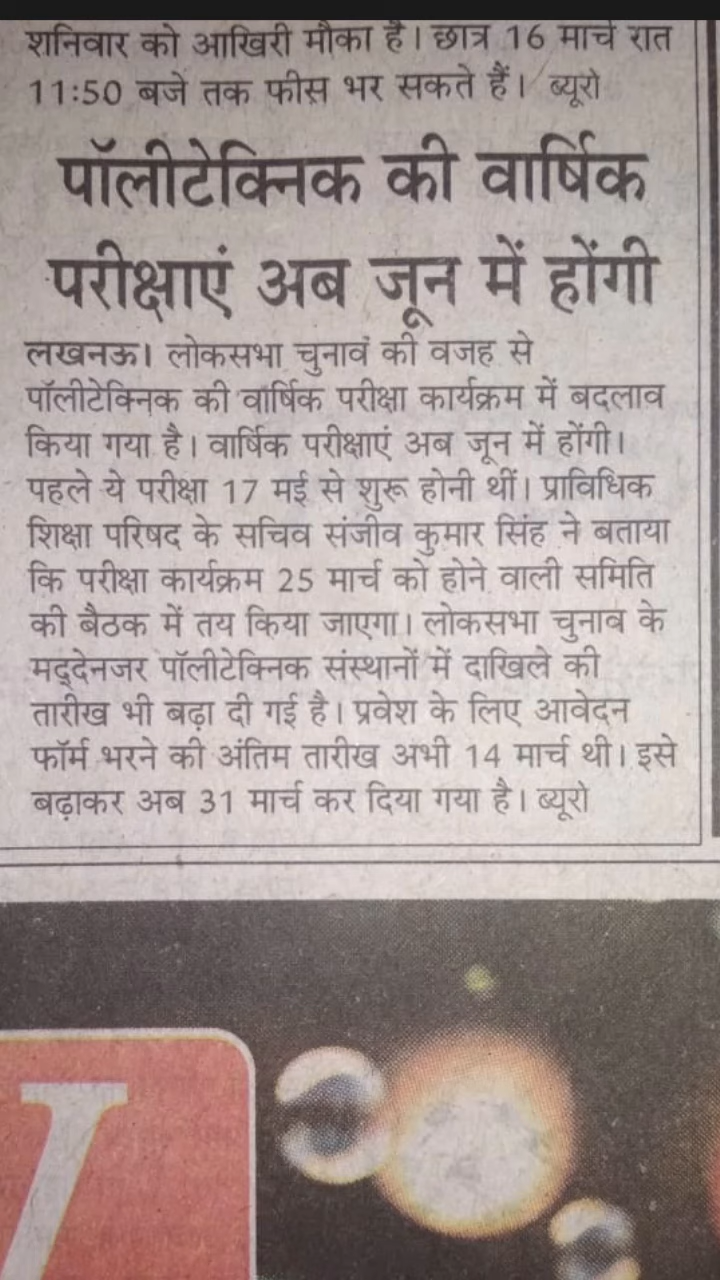 शनिवार को आखिरी मौका है। छात्र 16 मार्च रात
11:50 बजे तक फीस भर सकते हैं। ब्यूरो
पॉलीटेक्निक की वार्षिक
परीक्षाएं अब जून में होंगी
लखनऊ। लोकसभा चुनाव की वजह से
पॉलीटेक्निक की वार्षिक परीक्षा कार्यक्रम में बदलाव
किया गया है। वार्षिक परीक्षाएं अब जून में होंगी।
पहले ये परीक्षा 17 मई से शुरू होनी थीं। प्राविधिक
शिक्षा परिषद के सचिव संजीव कुमार सिंह ने बताया
कि परीक्षा कार्यक्रम 25 मार्च को होने वाली समिति
की बैठक में तय किया जाएगा। लोकसभा चुनाव के
मद्देनजर पॉलीटेक्निक संस्थानों में दाखिले की
तारीख भी बढ़ा दी गई है। प्रवेश के लिए आवेदन
फॉर्म भरने की अंतिम तारीख अभी 14 मार्च थी। इसे
बढ़ाकर अब 31 मार्च कर दिया गया है। ब्यूरो